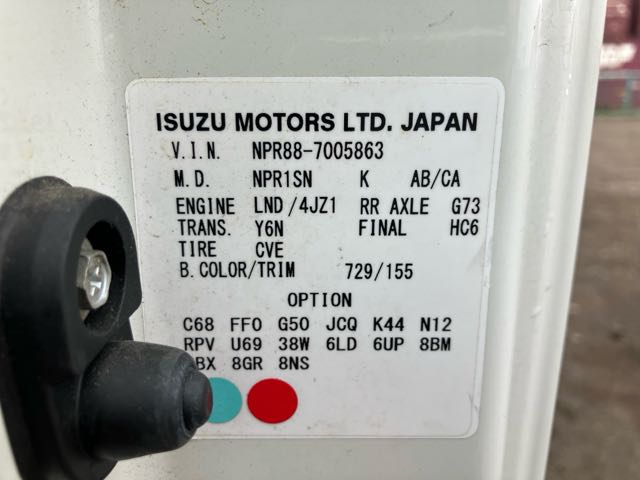 ISUZU MOTORS LTD. JAPAN
V.I.N. NPR88-7005863
M.D. NPR1SN K AB/CA
ENGINE LND/4JZ1 RR AXLE G73
TRANS. Y6N FINAL HC6
TIRE CVE
B.COLOR/TRIM 729/155
OPTION
C68 FF0 G50 JCQ K44 N12
RPV U69 38W 6LD 6UP 8BM
8GR 8NS